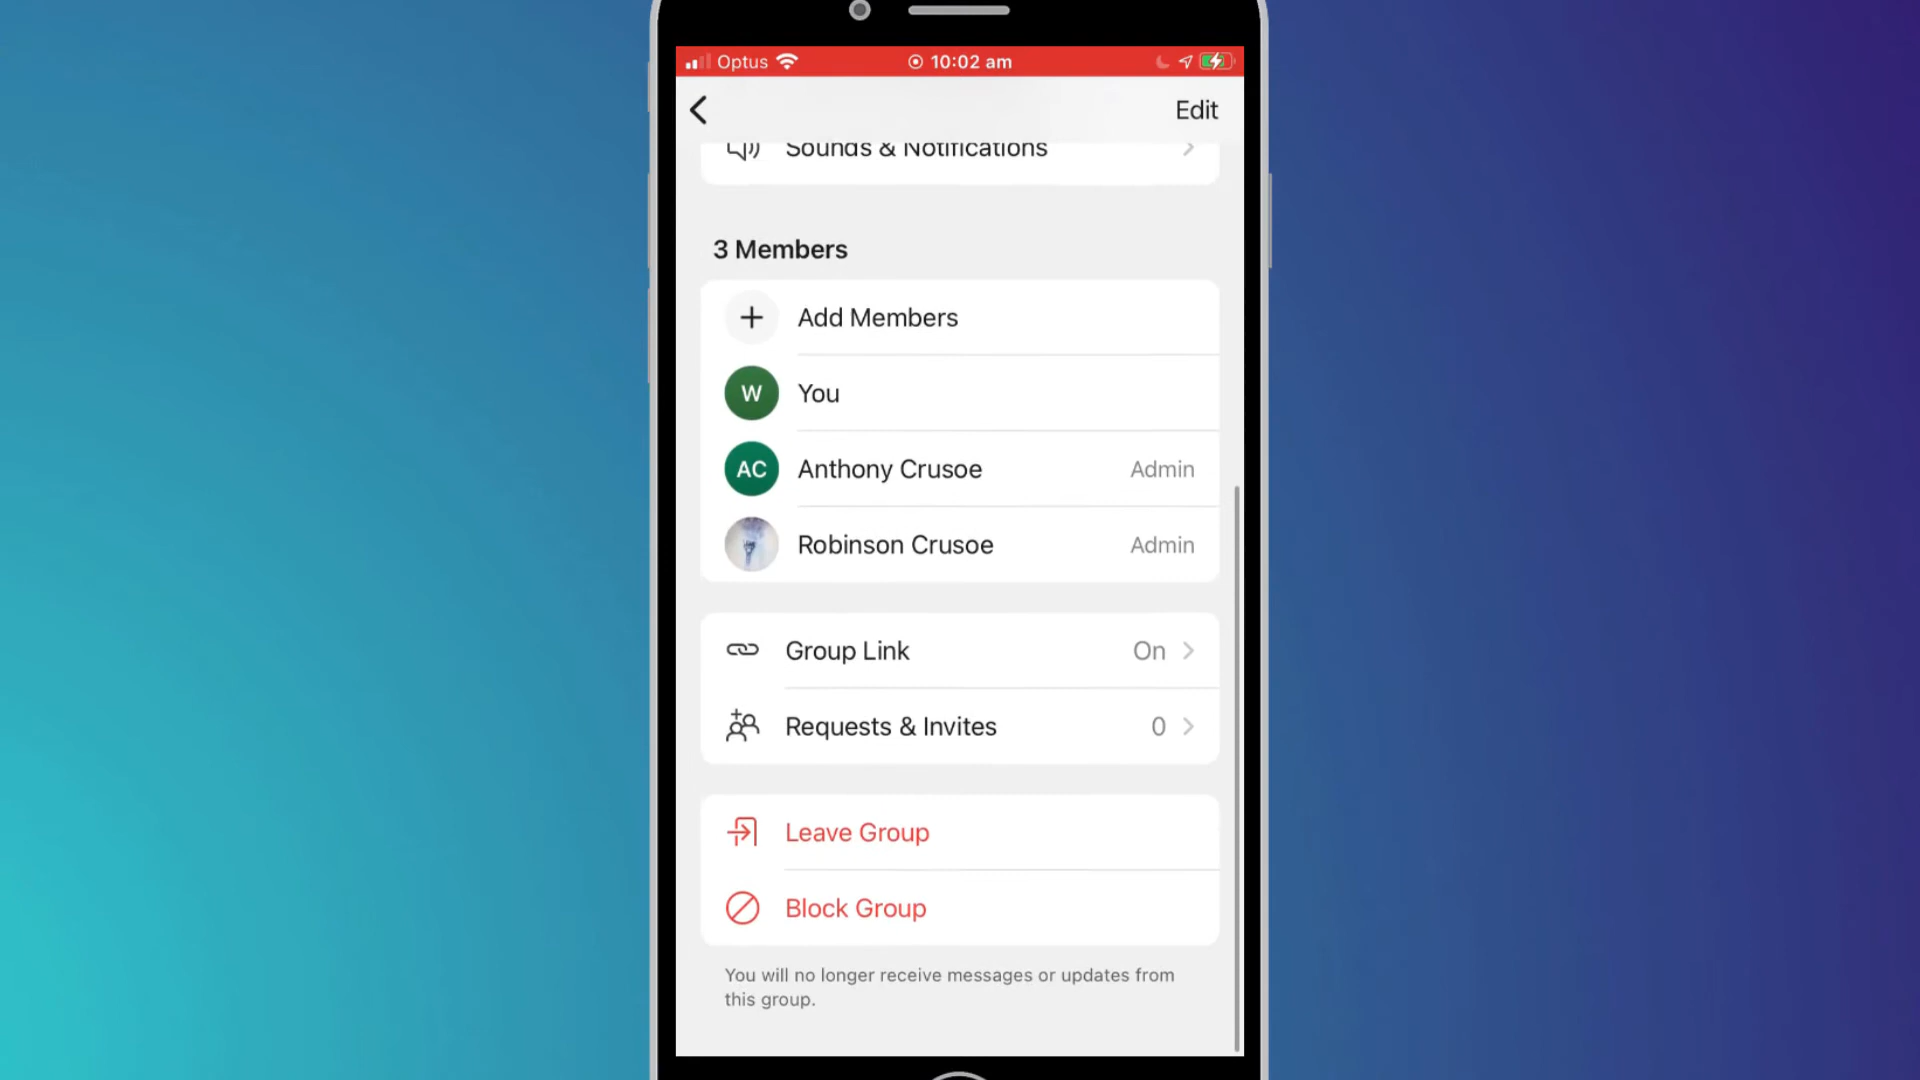 Optus
10:02 am
Edit
Sounds & Notifications
3 Members
Add Members
W You
AC Anthony Crusoe Admin
Robinson Crusoe Admin
Group Link On
Requests & Invites 0
Leave Group
Block Group
You will no longer receive messages or updates from
this group.